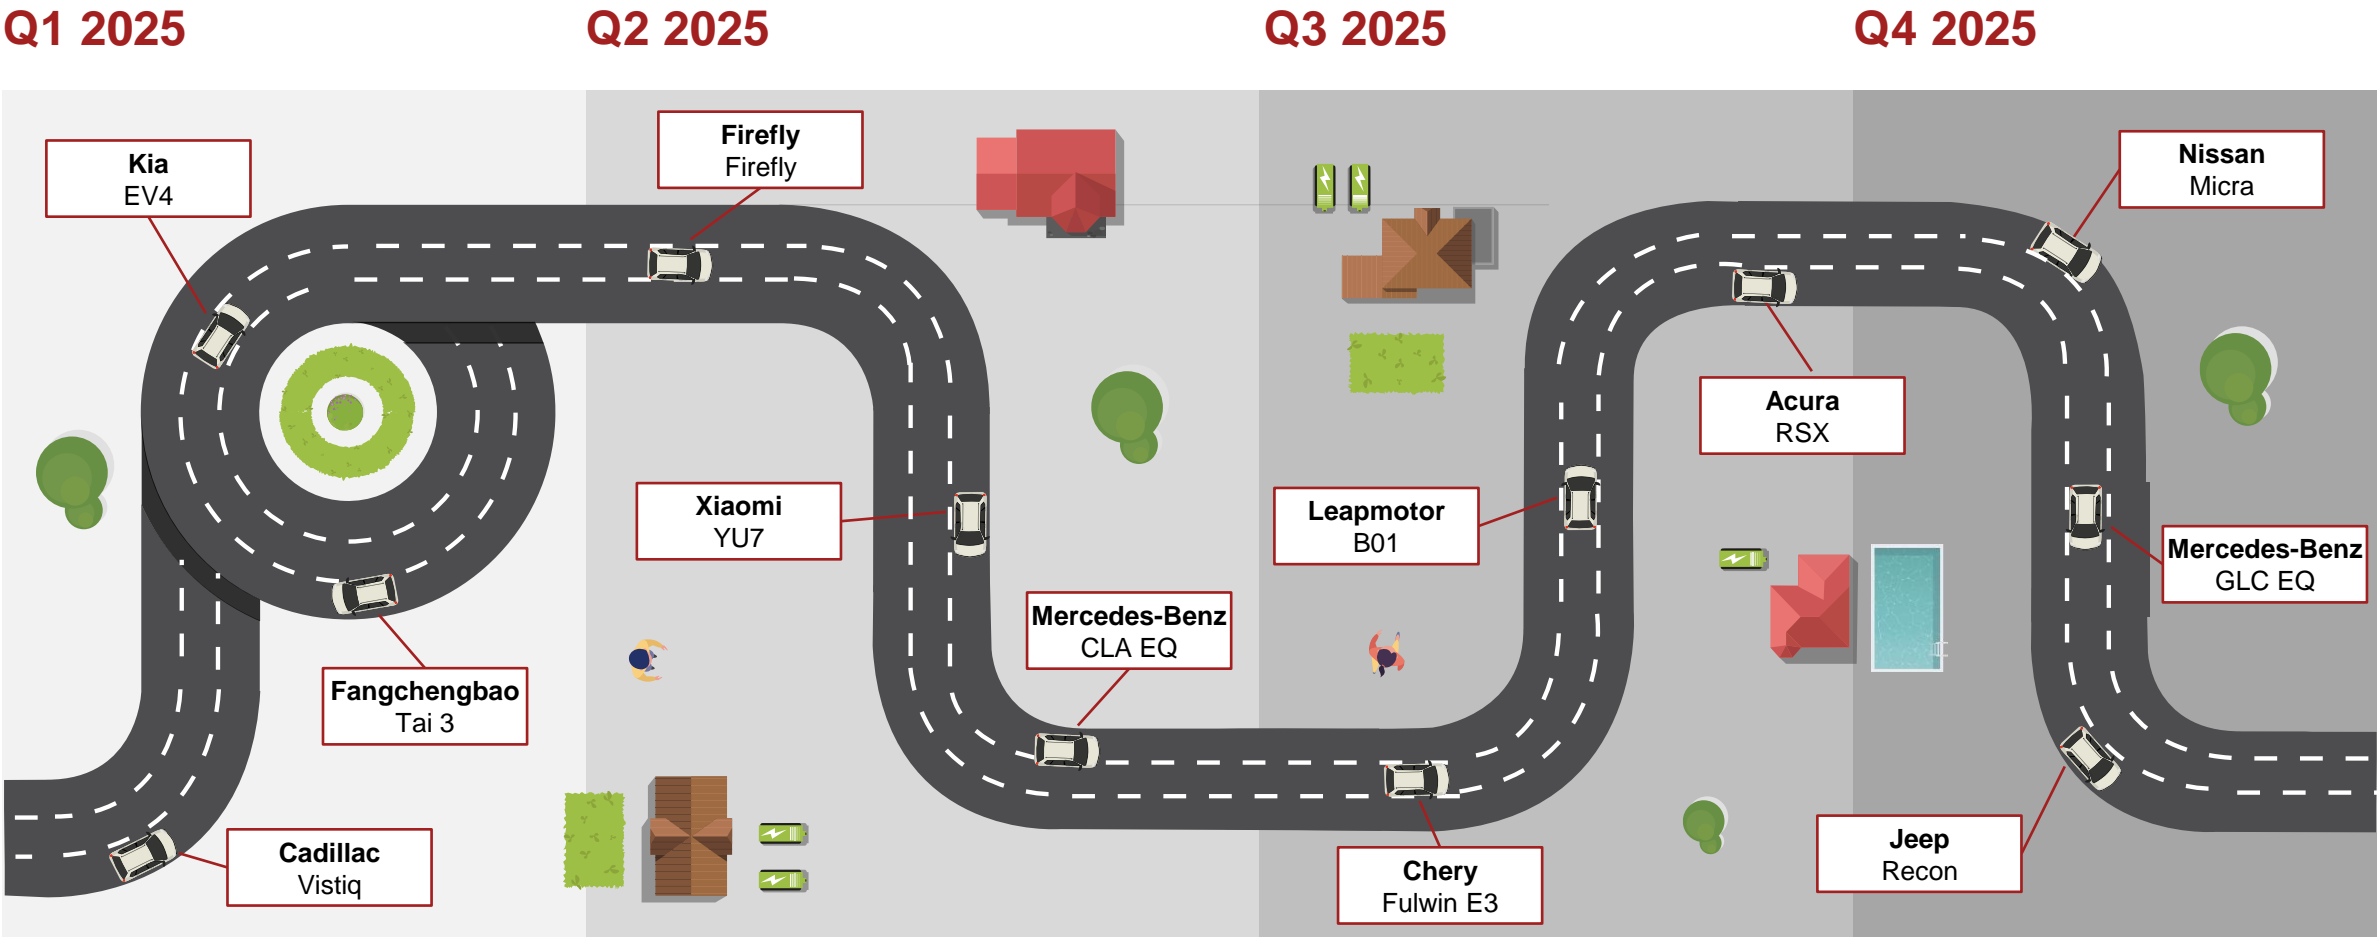 Q1 2025
Q2 2025
Q3 2025
Q4 2025
Kia
EV4
Fangchengbao
Tai 3
Cadillac
Vistiq
Firefly
Firefly
Xiaomi
YU7
Mercedes-Benz
CLA EQ
Leapmotor
B01
Chery
Fulwin E3
Acura
RSX
Nissan
Micra
Mercedes-Benz
GLC EQ
Jeep
Recon